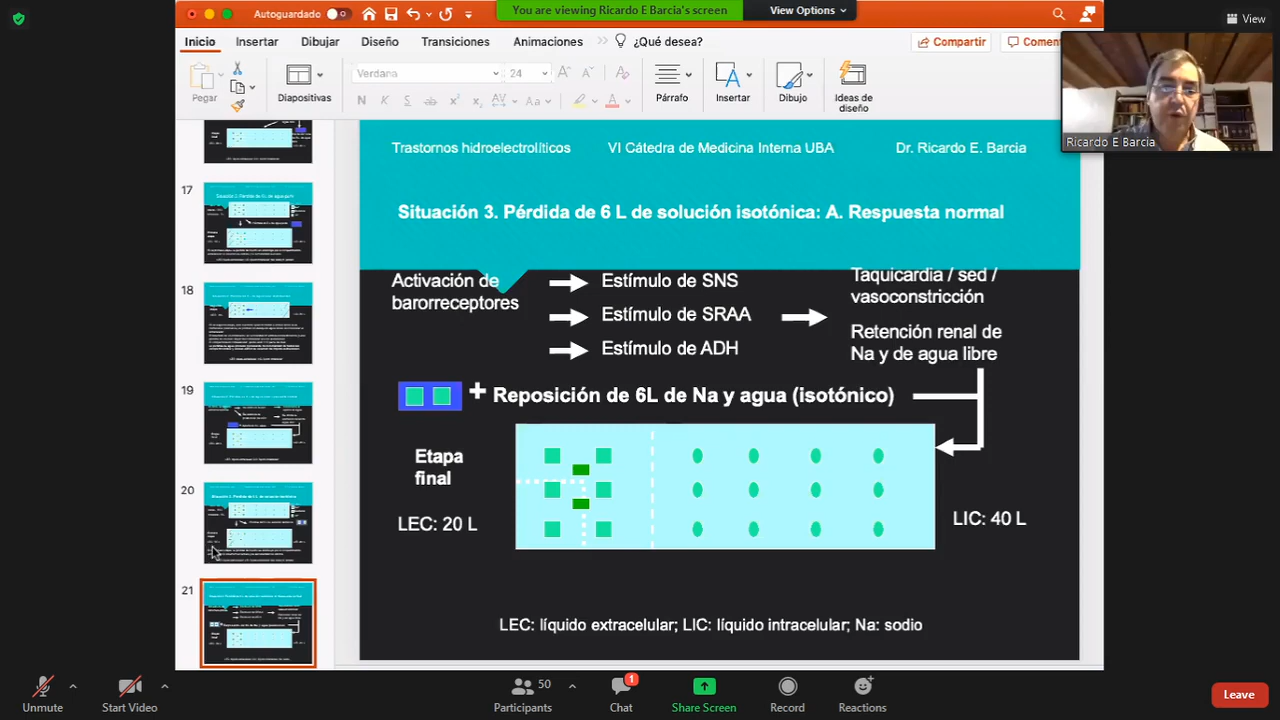 Autoguardado
You are viewing Ricardo E Barcia's screen
View Options
View
Inicio
Insertar
Dibujar
Diseño
Transiciones
Animaciones
¿Qué desea?
Compartir
Pegar
Diapositivas
Verdana
24
N
K
S
Párrafo
Insertar
Dibujo
Ideas de
diseño
Ricardo E Barcia
17
18
19
20
21
Trastornos hidroelectrolíticos VI Cátedra de Medicina Interna UBA Dr. Ricardo E. Barcia
Situación 3. Pérdida de 6 L de solución isotónica: A. Respuesta normal
Activación de
barorreceptores
Estímulo de SNS
Estímulo de SRAA
Estímulo de ADH
Taquicardia / sed /
vasoconstricción
Retención renal de
Na y de agua libre
+ Reposición de 6L de Na y agua (isotónico)
Etapa
final
LEC: 20 L
LIC: 40 L
LEC: líquido extracelular; LIC: líquido intracelular; Na: sodio
Unmute
Start Video
50
Participants
1
Chat
Share Screen
Record
Reactions
Leave